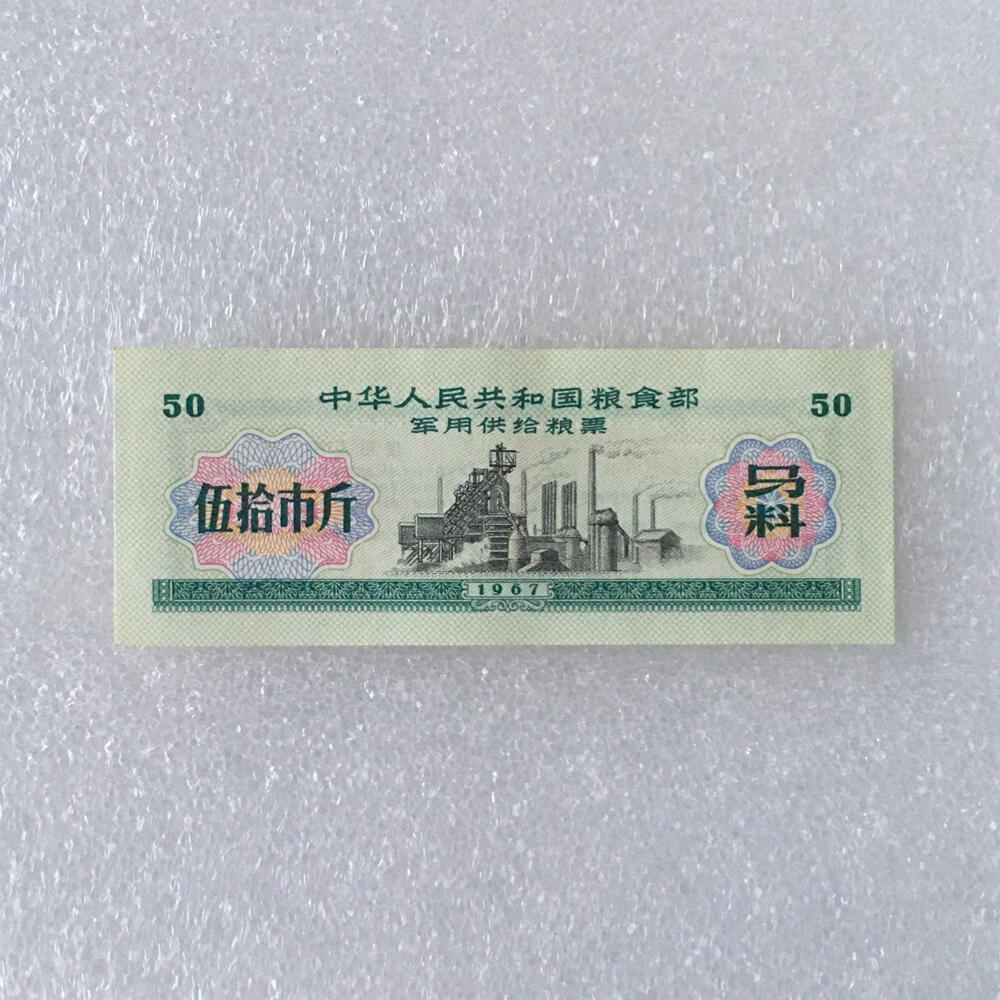 50
中华人民共和国粮食部
50
军用供给粮票
伍拾市斤
马
料
1967